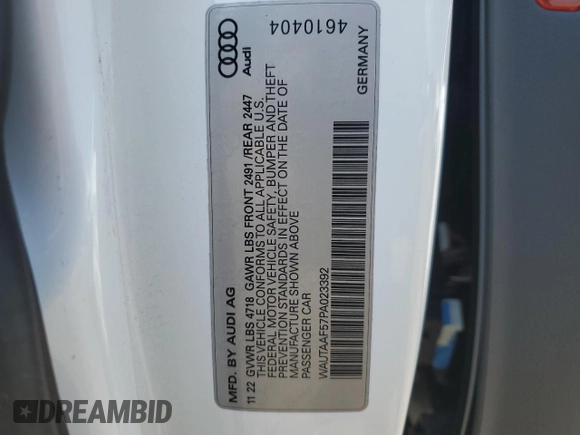 MFD. BY AUDI AG
11 22 GVWR LBS 4718 GAWR LBS FRONT 2491 /REAR 2447
THIS VEHICLE CONFORMS TO ALL APPLICABLE U.S.
FEDERAL MOTOR VEHICLE SAFETY, BUMPER AND THEFT
PREVENTION STANDARDS IN EFFECT ON THE DATE OF
MANUFACTURE SHOWN ABOVE
PASSENGER CAR
WAUTAAF57PA023392
GERMANY
Audi
4610404
DREAMBID